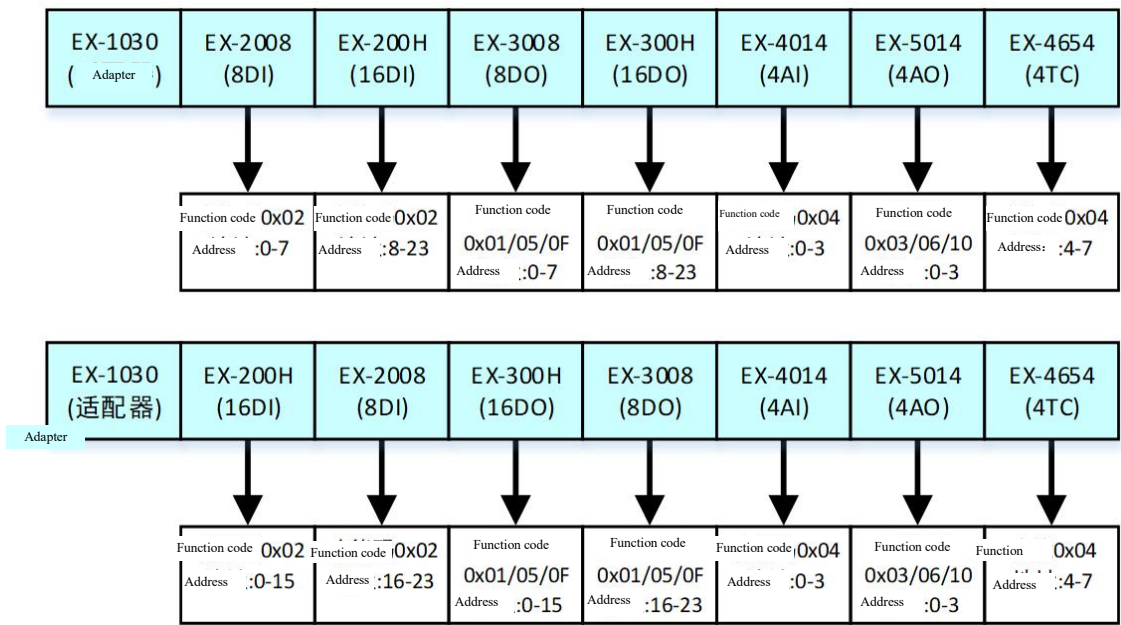 EX-1030
( Adapter )
EX-2008
(8DI)
EX-200H
(16DI)
EX-3008
(8DO)
EX-300H
(16DO)
EX-4014
(4AI)
EX-5014
(4AO)
EX-4654
(4TC)
Function code 0x02
Address :0-7
Function code 0x02
Address :8-23
Function code
0x01/05/0F
Address :0-7
Function code
0x01/05/0F
Address :8-23
Function code 0x04
Address :0-3
Function code
0x03/06/10
Address :0-3
Function code 0x04
Address: :4-7
EX-1030
(适配器)
Adapter
EX-200H
(16DI)
EX-2008
(8DI)
EX-300H
(16DO)
EX-3008
(8DO)
EX-4014
(4AI)
EX-5014
(4AO)
EX-4654
(4TC)
Function code 0x02
Address :0-15
Function code 0x02
Address :16-23
Function code
0x01/05/0F
Address :0-15
Function code
0x01/05/0F
Address :16-23
Function code 0x04
Address :0-3
Function code
0x03/06/10
Address :0-3
Function 0x04
:4-7